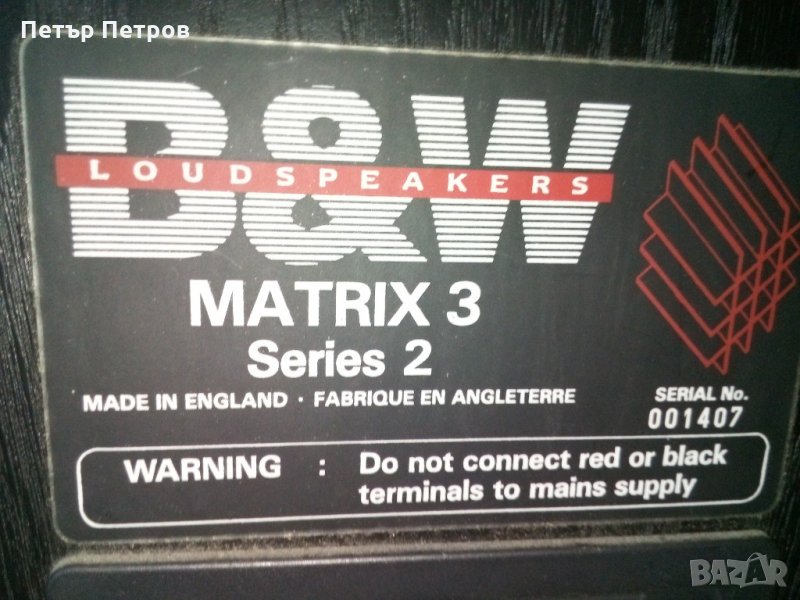 Петър Петров
B&W
LOUDSPEAKERS
MATRIX 3
Series 2
MADE IN ENGLAND · FABRIQUE EN ANGLETERRE
SERIAL No.
001407
WARNING : Do not connect red or black
terminals to mains supply
BAZAR